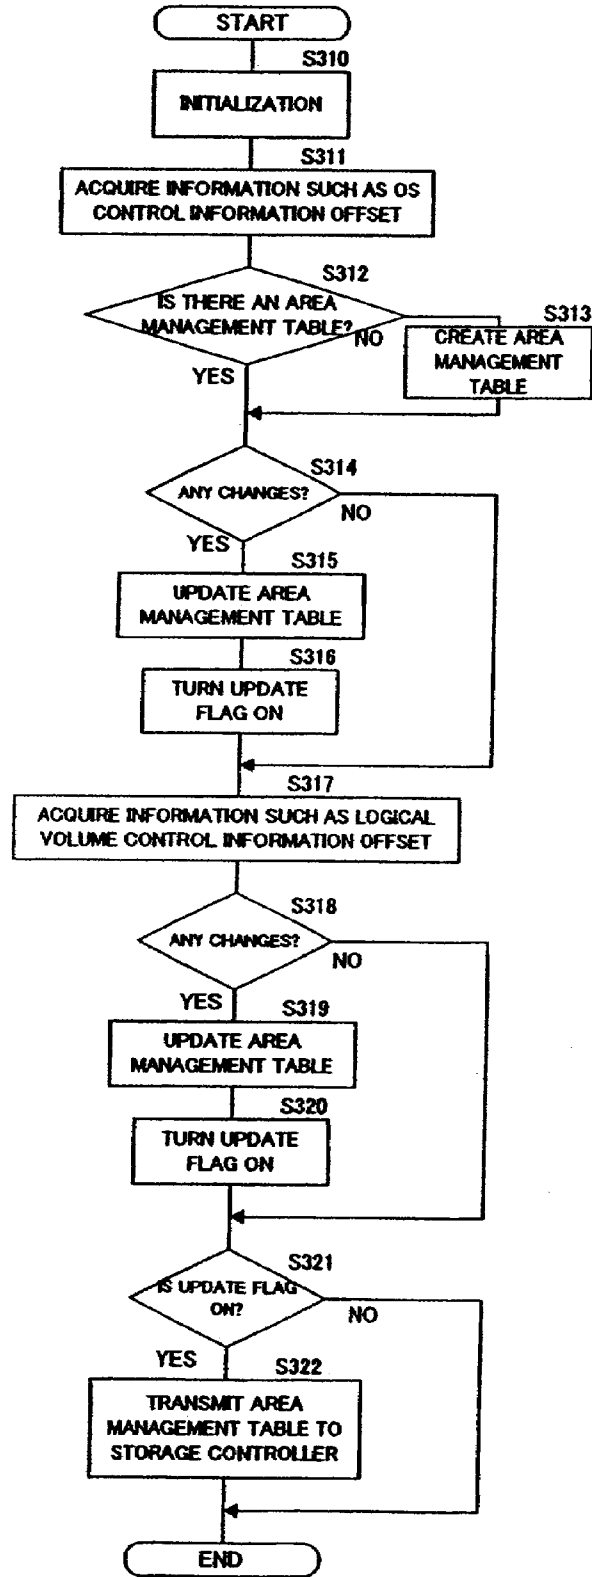 START
S310
INITIALIZATION
S311
ACQUIRE INFORMATION SUCH AS OS
CONTROL INFORMATION OFFSET
S312
IS THERE AN AREA
MANAGEMENT TABLE?
NO
YES
S313
CREATE AREA
MANAGEMENT
TABLE
S314
ANY CHANGES?
NO
YES
S315
UPDATE AREA
MANAGEMENT TABLE
S316
TURN UPDATE
FLAG ON
S317
ACQUIRE INFORMATION SUCH AS LOGICAL
VOLUME CONTROL INFORMATION OFFSET
S318
ANY CHANGES?
NO
YES
S319
UPDATE AREA
MANAGEMENT TABLE
S320
TURN UPDATE
FLAG ON
S321
IS UPDATE FLAG
ON?
NO
YES
S322
TRANSMIT AREA
MANAGEMENT TABLE TO
STORAGE CONTROLLER
END